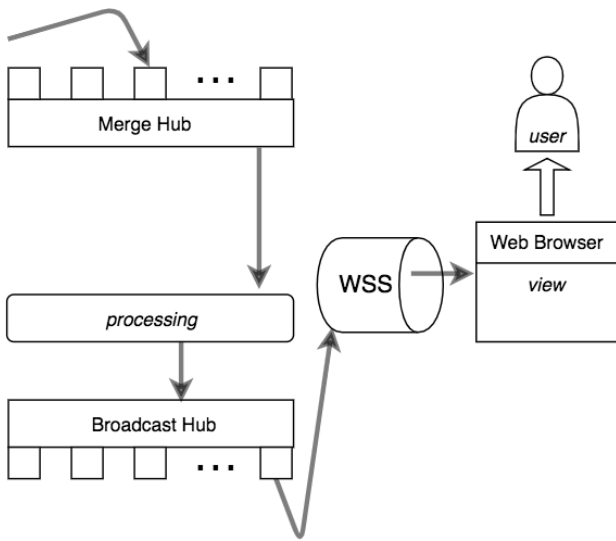 Merge Hub
user
Web Browser
WSS
view
processing
Broadcast Hub